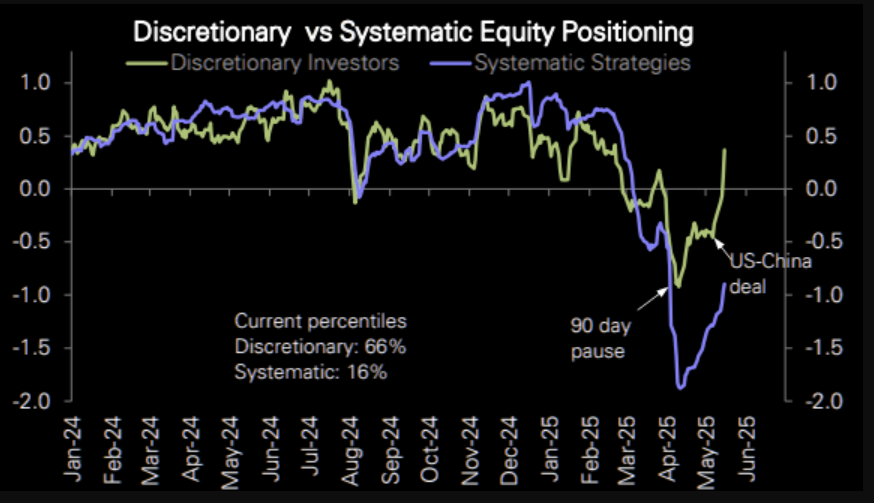 Discretionary vs Systematic Equity Positioning
Discretionary Investors
Systematic Strategies
1.0
0.5
0.0
-0.5
-1.0
-1.5
-2.0
1.0
0.5
0.0
-0.5
-1.0
-1.5
-2.0
US-China
deal
90 day
pause
Current percentiles
Discretionary: 66%
Systematic: 16%
Jan-24
Feb-24
Mar-24
Apr-24
May-24
Jun-24
Jul-24
Aug-24
Sep-24
Oct-24
Nov-24
Dec-24
Jan-25
Feb-25
Mar-25
Apr-25
May-25
Jun-25